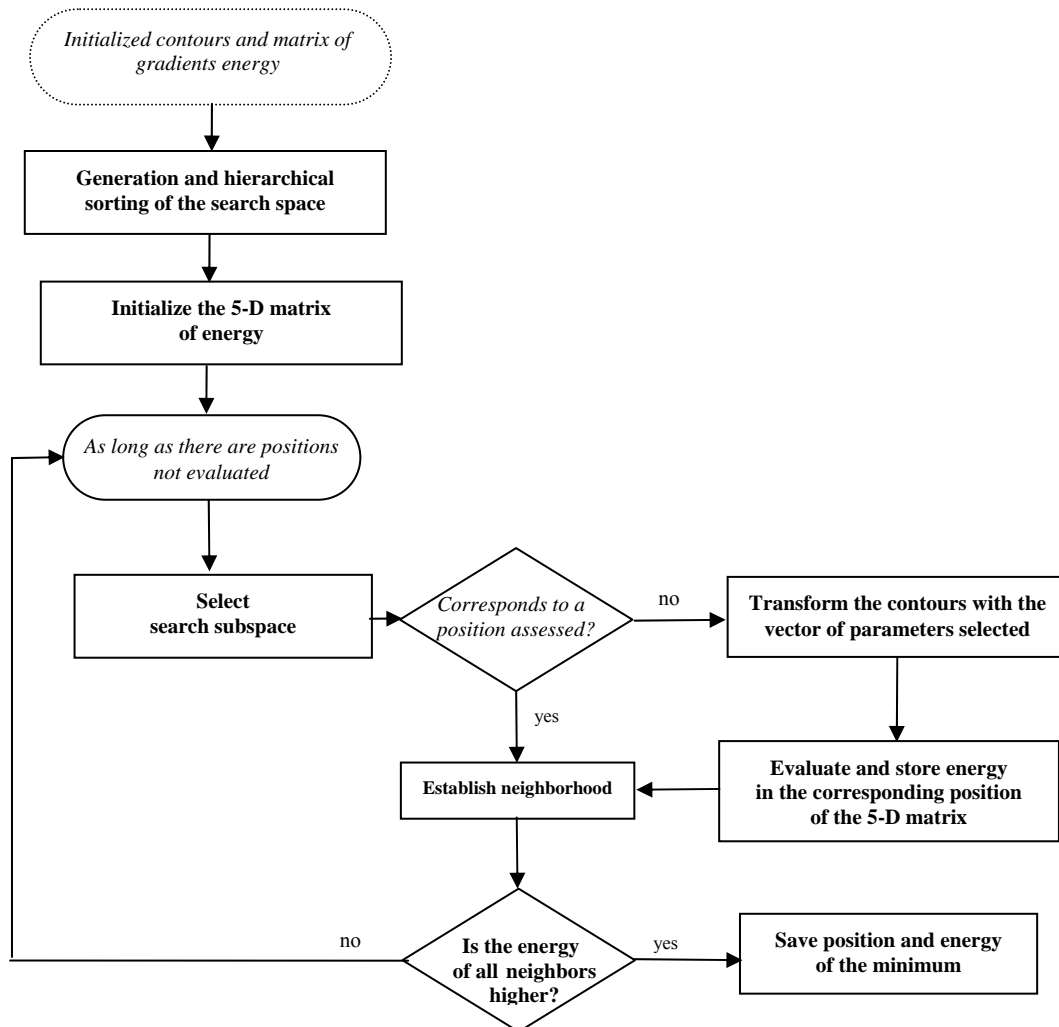 Initialized contours and matrix of
gradients energy
Generation and hierarchical
sorting of the search space
Initialize the 5-D matrix
of energy
As long as there are positions
not evaluated
Select
search subspace
Corresponds to a
position assessed?
no
Transform the contours with the
vector of parameters selected
yes
Establish neighborhood
Evaluate and store energy
in the corresponding position
of the 5-D matrix
no
Is the energy
of all neighbors
higher?
yes
Save position and energy
of the minimum